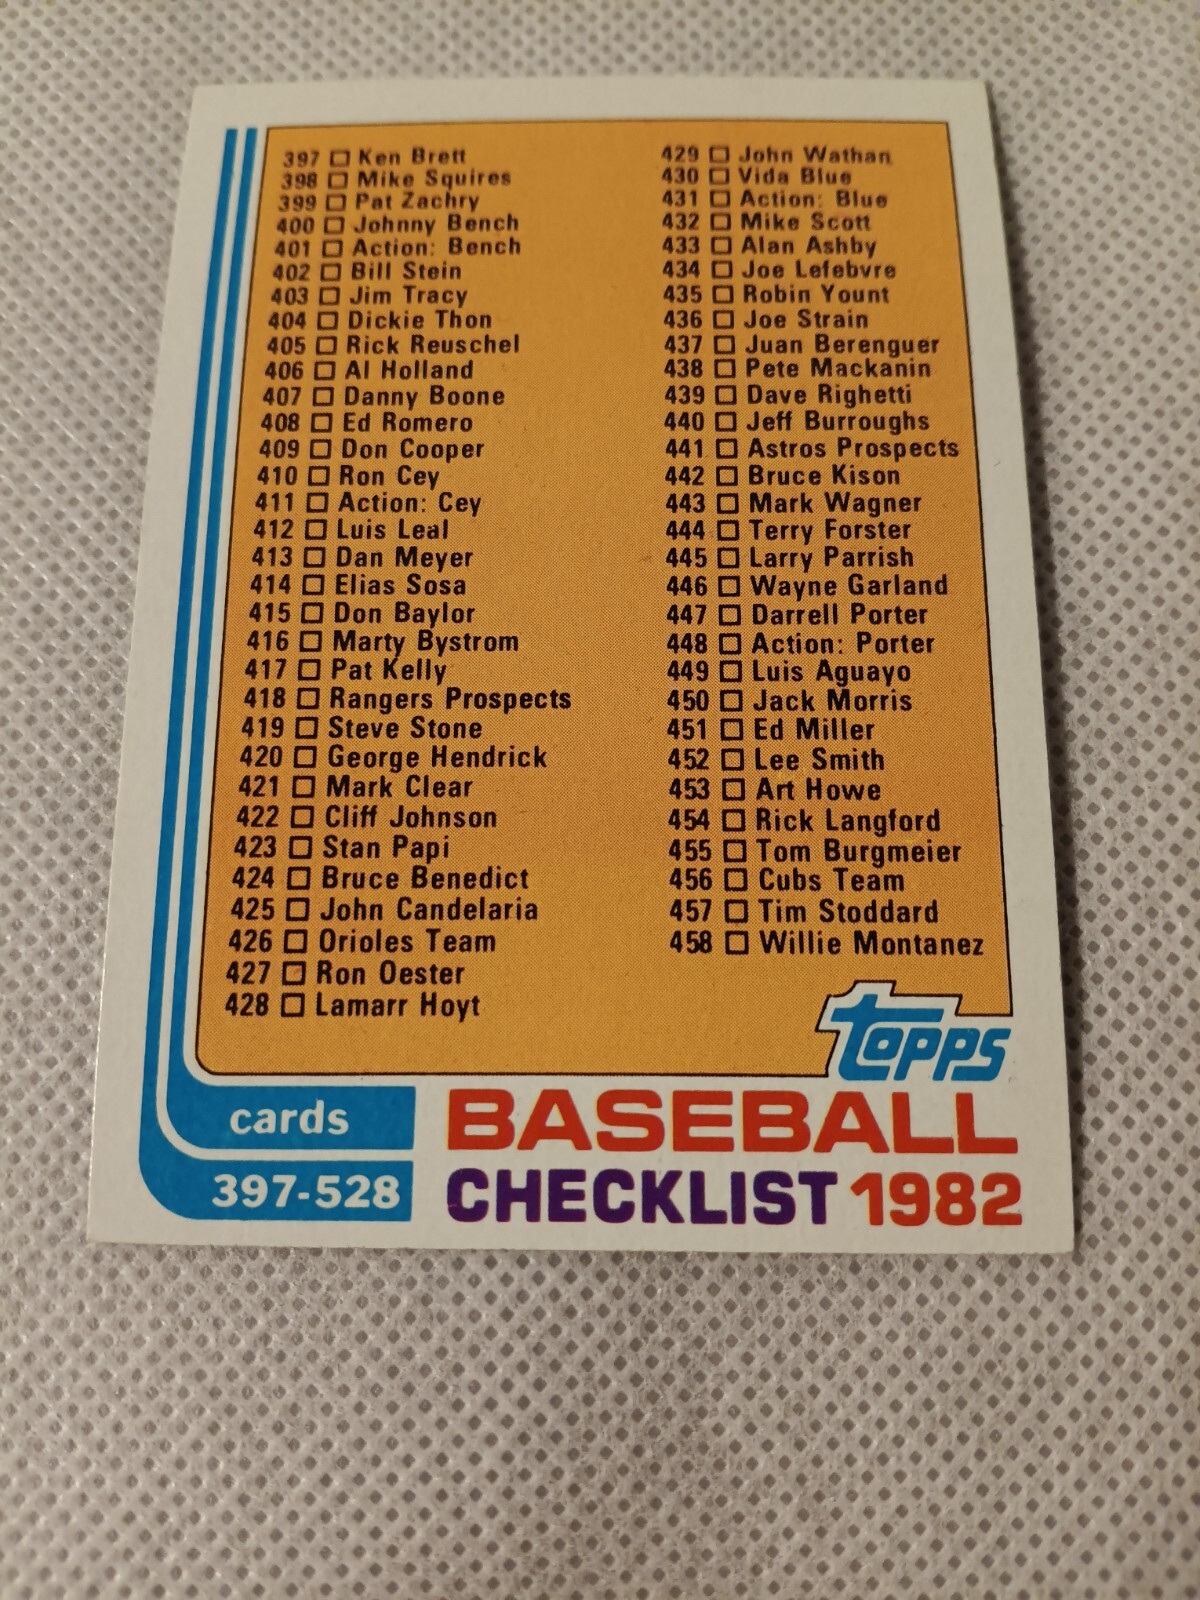 397 □ Ken Brett
398 □ Mike Squires
399 □ Pat Zachry
400 □ Johnny Bench
401 □ Action: Bench
402 □ Bill Stein
403 □ Jim Tracy
404 □ Dickie Thon
405 □ Rick Reuschel
406 □ Al Holland
407 □ Danny Boone
408 □ Ed Romero
409 □ Don Cooper
410 □ Ron Cey
411 □ Action: Cey
412 □ Luis Leal
413 □ Dan Meyer
414 □ Elias Sosa
415 □ Don Baylor
416 □ Marty Bystrom
417 □ Pat Kelly
418 □ Rangers Prospects
419 □ Steve Stone
420 □ George Hendrick
421 □ Mark Clear
422 □ Cliff Johnson
423 □ Stan Papi
424 □ Bruce Benedict
425 □ John Candelaria
426 □ Orioles Team
427 □ Ron Oester
428 □ Lamarr Hoyt
429 □ John Wathan
430 □ Vida Blue
431 □ Action: Blue
432 □ Mike Scott
433 □ Alan Ashby
434 □ Joe Lefebvre
435 □ Robin Yount
436 □ Joe Strain
437 □ Juan Berenguer
438 □ Pete Mackanin
439 □ Dave Righetti
440 □ Jeff Burroughs
441 □ Astros Prospects
442 □ Bruce Kison
443 □ Mark Wagner
444 □ Terry Forster
445 □ Larry Parrish
446 □ Wayne Garland
447 □ Darrell Porter
448 □ Action: Porter
449 □ Luis Aguayo
450 □ Jack Morris
451 □ Ed Miller
452 □ Lee Smith
453 □ Art Howe
454 □ Rick Langford
455 □ Tom Burgmeier
456 □ Cubs Team
457 □ Tim Stoddard
458 □ Willie Montanez
topps
cards
397-528
BASEBALL
CHECKLIST 1982